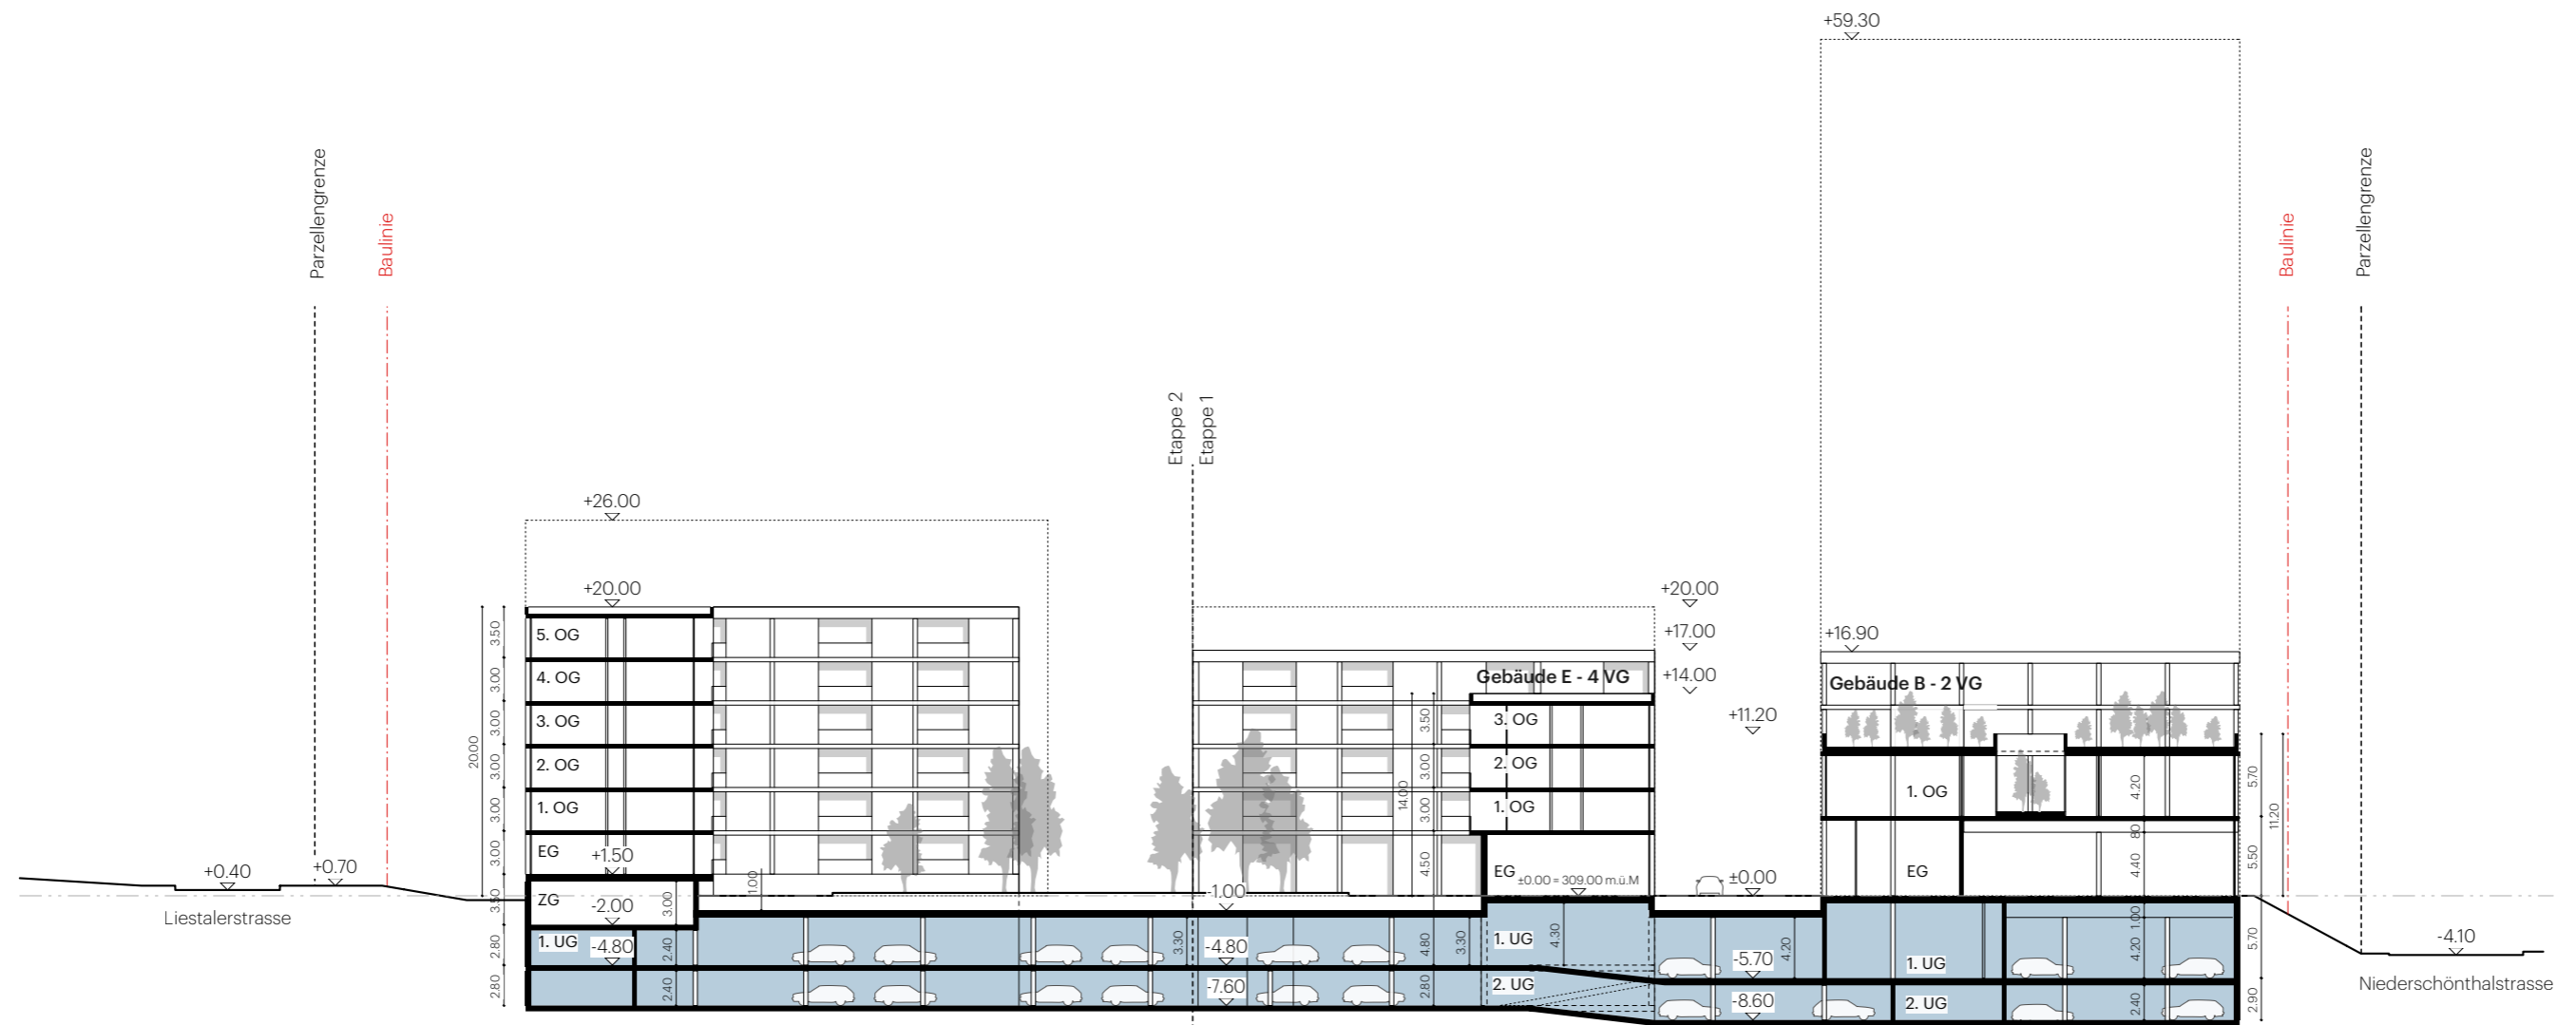 +59.30
Parzellengrenze
Baulinie
Baulinie
Parzellengrenze
Etappe 2
Etappe 1
+26.00
+20.00
5. OG
4. OG
3. OG
2. OG
1. OG
EG
+1.50
ZG
-2.00
1. UG
-4.80
20.00
3.50
3.00
3.00
3.00
3.00
3.00
3.50
2.80
2.80
3.00
2.40
2.40
1.00
+0.40
+0.70
Liestalerstrasse
-1.00
3.30
-4.80
-7.60
+20.00
+17.00
+14.00
+11.20
Gebäude E - 4 VG
3. OG
2. OG
1. OG
EG
±0.00 = 309.00 m.ü.M
±0.00
14.00
3.50
3.00
3.00
4.50
4.80
3.30
2.80
1. UG
4.30
2. UG
-5.70
4.20
-8.60
+16.90
Gebäude B - 2 VG
1. OG
EG
1. UG
2. UG
4.20
80
4.40
1.00
4.20
2.40
5.70
5.50
11.20
5.70
2.90
-4.10
Niederschönthalstrasse